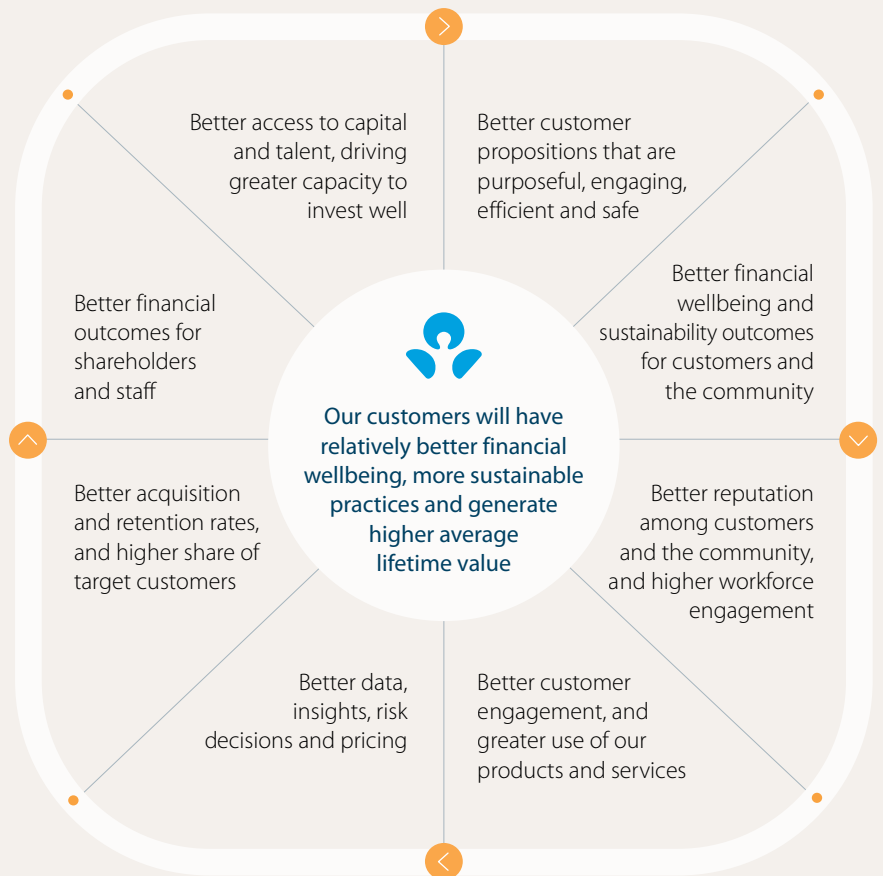 Better access to capital
and talent, driving
greater capacity to
invest well
Better customer
propositions that are
purposeful, engaging,
efficient and safe
Better financial
wellbeing and
sustainability outcomes
for customers and
the community
Better reputation
among customers
and the community,
and higher workforce
engagement
Better customer
engagement, and
greater use of our
products and services
Better data,
insights, risk
decisions and pricing
Better acquisition
and retention rates,
and higher share of
target customers
Better financial
outcomes for
shareholders
and staff
Our customers will have
relatively better financial
wellbeing, more sustainable
practices and generate
higher average
lifetime value